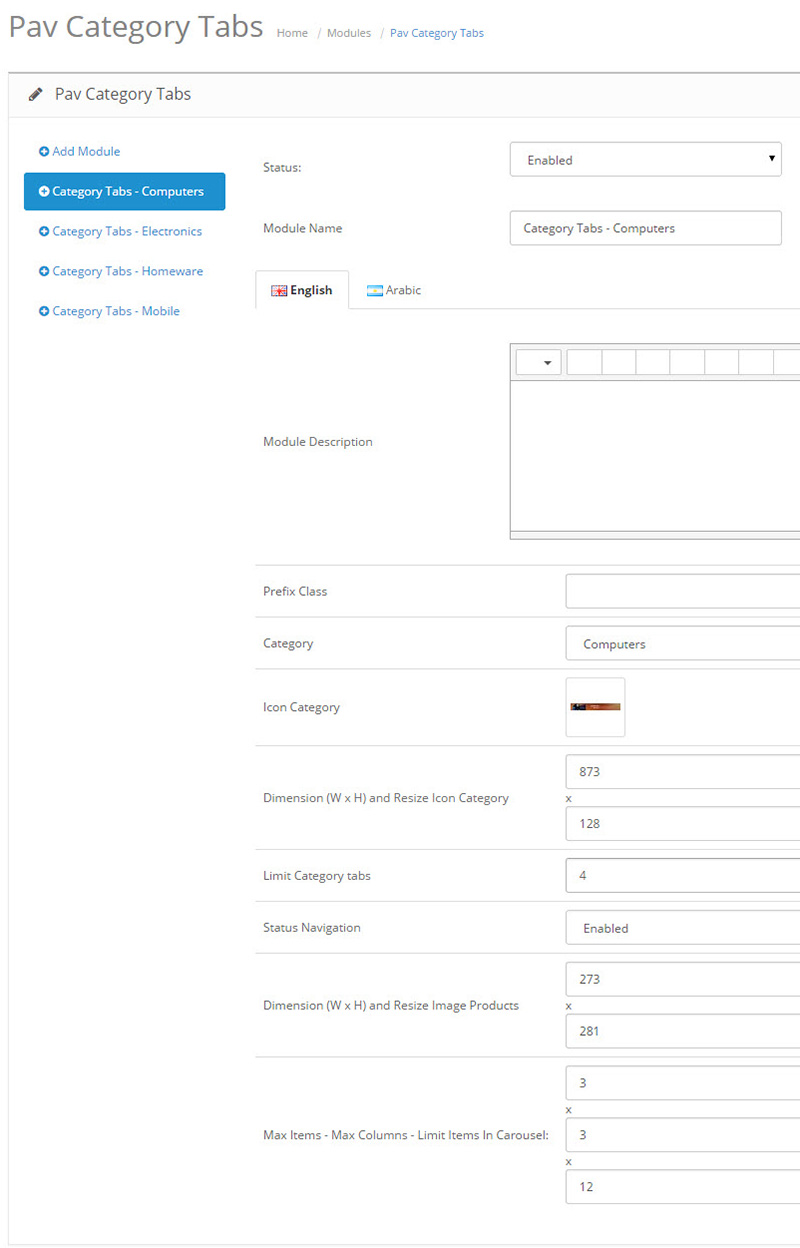 Pav Category Tabs Home / Modules / Pav Category Tabs
Pav Category Tabs
Add Module
Category Tabs - Computers
Category Tabs - Electronics
Category Tabs - Homeware
Category Tabs - Mobile
Status: Enabled
Module Name Category Tabs - Computers
English Arabic
Module Description
Prefix Class
Category Computers
Icon Category
Dimension (W x H) and Resize Icon Category
873
x
128
Limit Category tabs 4
Status Navigation Enabled
Dimension (W x H) and Resize Image Products
273
x
281
Max Items - Max Columns - Limit Items In Carousel:
3
x
3
x
12